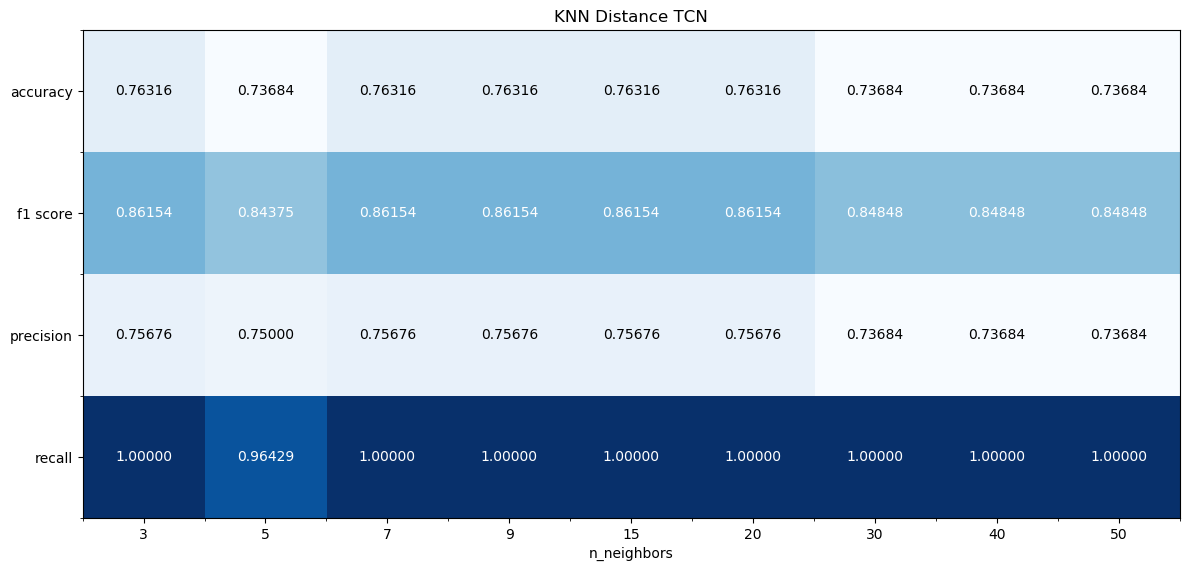 KNN Distance TCN
accuracy 0.76316 0.73684 0.76316 0.76316 0.76316 0.76316 0.73684 0.73684 0.73684
f1 score 0.86154 0.84375 0.86154 0.86154 0.86154 0.86154 0.84848 0.84848 0.84848
precision 0.75676 0.75000 0.75676 0.75676 0.75676 0.75676 0.73684 0.73684 0.73684
recall 1.00000 0.96429 1.00000 1.00000 1.00000 1.00000 1.00000 1.00000 1.00000
3 5 7 9 15 20 30 40 50
n_neighbors